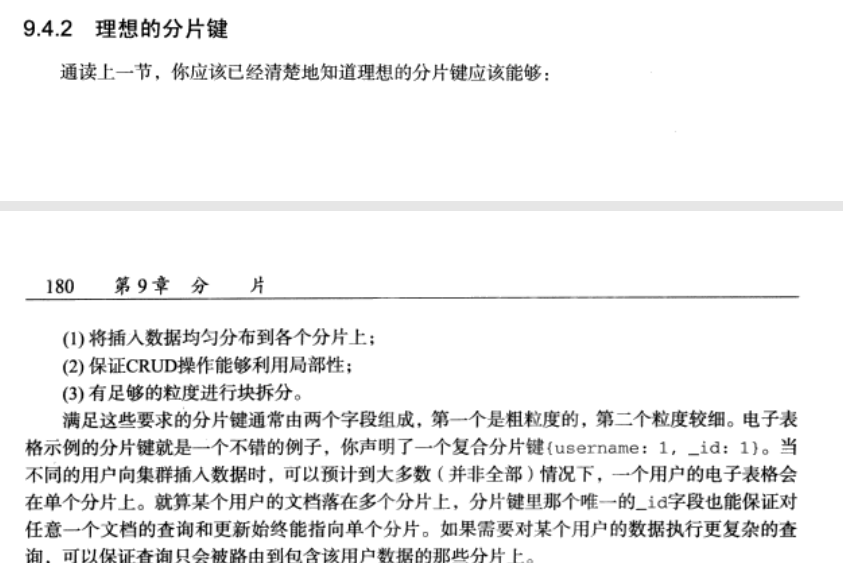 9.4.2 理想的分片键
通读上一节，你应该已经清楚地知道理想的分片键应该能够：
180 第9章 分 片
(1) 将插入数据均匀分布到各个分片上；
(2) 保证CRUD操作能够利用局部性；
(3) 有足够的粒度进行块拆分。
满足这些要求的分片键通常由两个字段组成，第一个是粗粒度的，第二个粒度较细。电子表
格示例的分片键就是一个不错的例子，你声明了一个复合分片键{username: 1, _id: 1}。当
不同的用户向集群插入数据时，可以预计到大多数（并非全部）情况下，一个用户的电子表格会
在单个分片上。就算某个用户的文档落在多个分片上，分片键里那个唯一的_id字段也能保证对
任意一个文档的查询和更新始终能指向单个分片。如果需要对某个用户的数据执行更复杂的查
询，可以保证查询只会被路由到包含该用户数据的那些分片上。